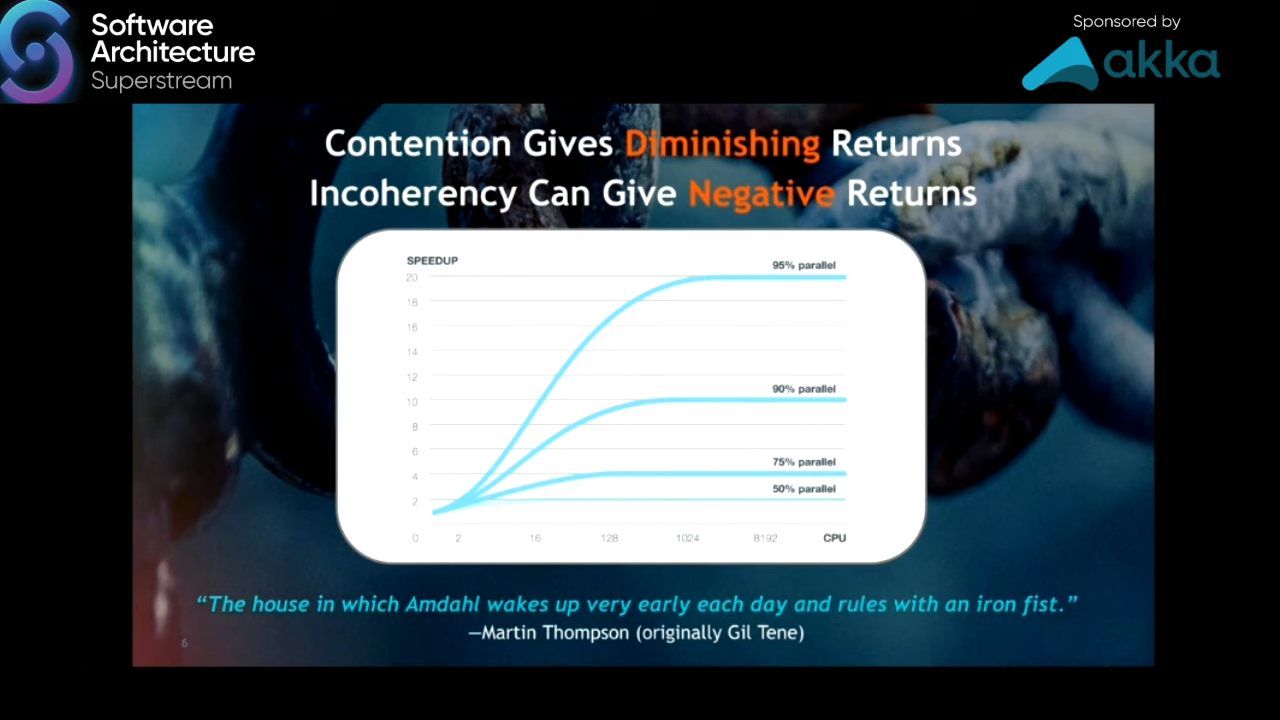 Software
Architecture
Superstream
Sponsored by
akka
Contention Gives Diminishing Returns
Incoherency Can Give Negative Returns
SPEEDUP
20
18
16
14
12
10
8
6
4
2
95% parallel
90% parallel
75% parallel
50% parallel
0 2 16 128 1024 8192 CPU
“The house in which Amdahl wakes up very early each day and rules with an iron fist.”
—Martin Thompson (originally Gil Tene)
6